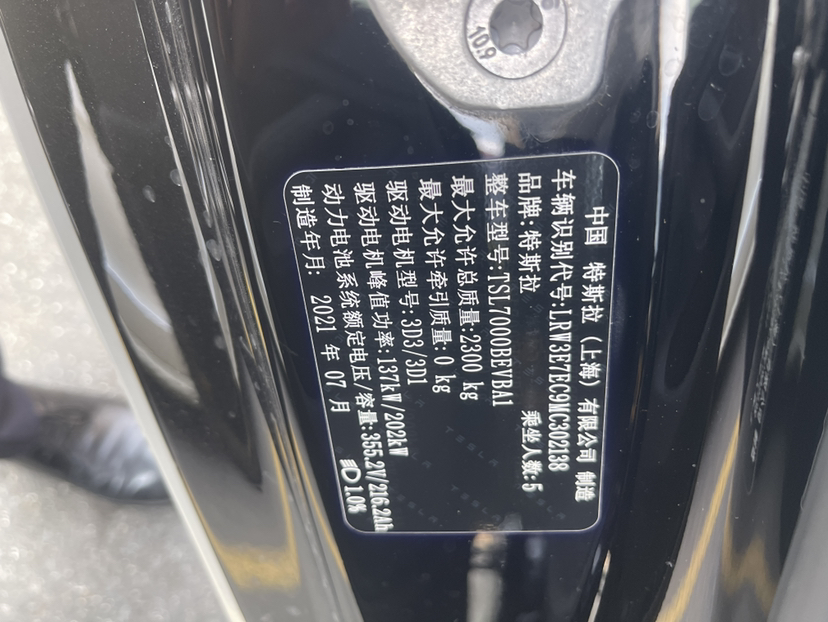 10.9
中国 特斯拉 (上海) 有限公司 制造
车辆识别代号:LRW3E7EC9MC302138
品牌:特斯拉 乘坐人数:5
整车型号:TSL7000BEVBA1
最大允许总质量:2300 kg
最大允许牵引质量: 0 kg
驱动电机型号:3D3/3D1
驱动电机峰值功率:137kW/202kW
动力电池系统额定电压/容量:355.2V/216.2Ah
制造年月: 2021 年 07 月 1.0%
TESLA